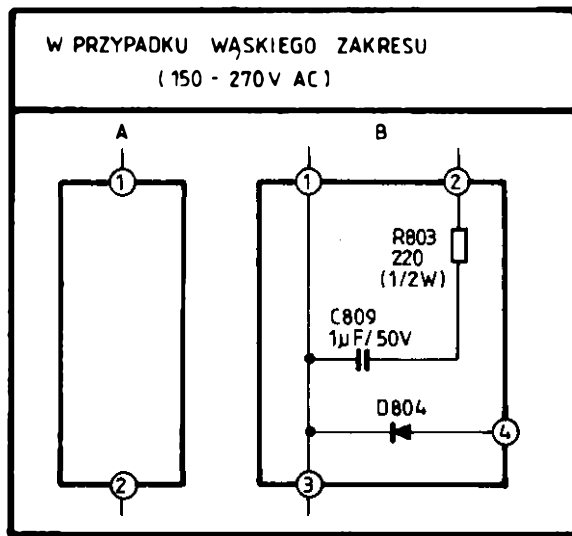 W PRZYPADKU WĄSKIEGO ZAKRESU
(150 - 270V AC)
A
B
1
1
2
R803
220
(1/2W)
C809
1µF/50V
D804
4
2
3